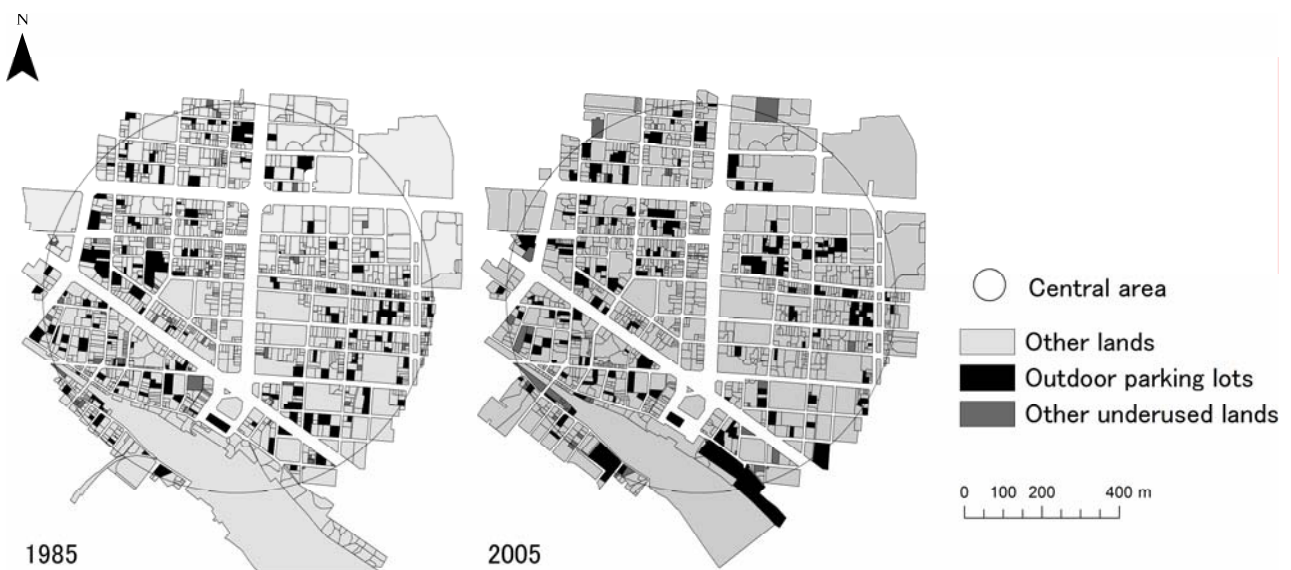 N
Central area
Other lands
Outdoor parking lots
Other underused lands
0 100 200 400 m
1985
2005